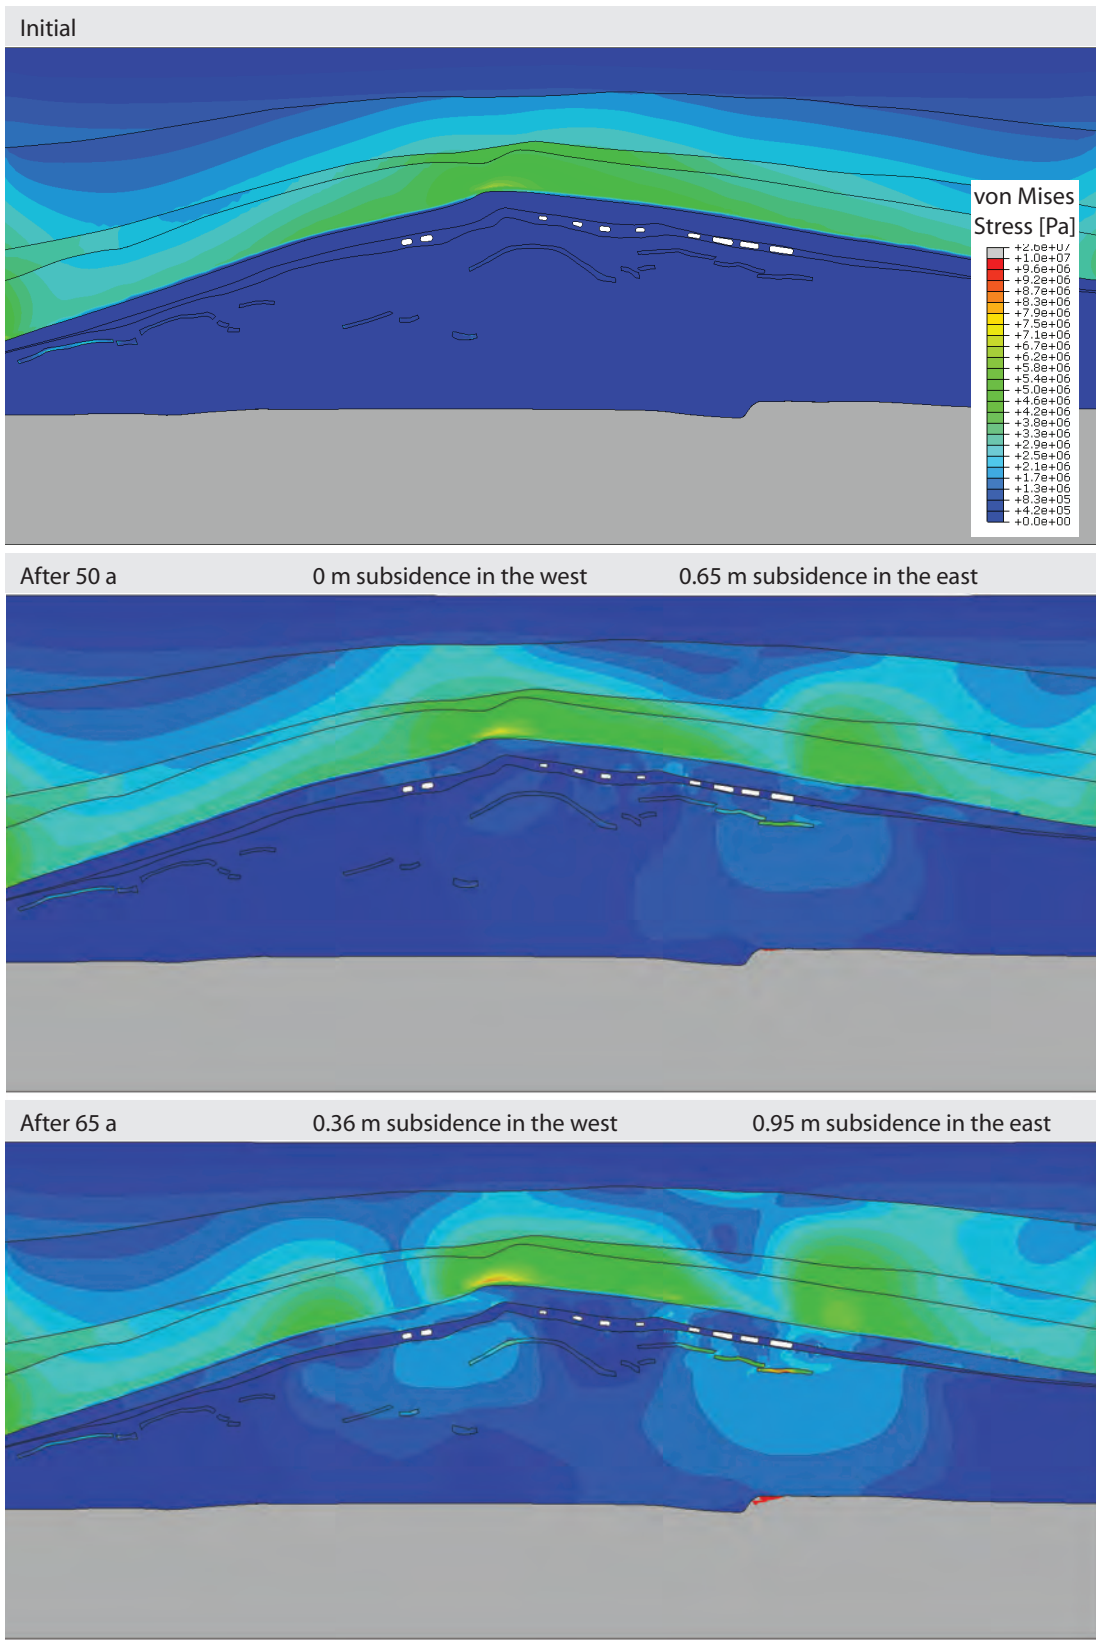 Initial
von Mises
Stress [Pa]
+2.6e+07
+1.0e+07
+9.6e+06
+9.2e+06
+8.7e+06
+8.3e+06
+7.9e+06
+7.5e+06
+7.1e+06
+6.7e+06
+6.2e+06
+5.8e+06
+5.4e+06
+5.0e+06
+4.6e+06
+4.2e+06
+3.8e+06
+3.3e+06
+2.9e+06
+2.5e+06
+2.1e+06
+1.7e+06
+1.3e+06
+8.3e+05
+4.2e+05
+0.0e+00
After 50 a 0 m subsidence in the west 0.65 m subsidence in the east
After 65 a 0.36 m subsidence in the west 0.95 m subsidence in the east